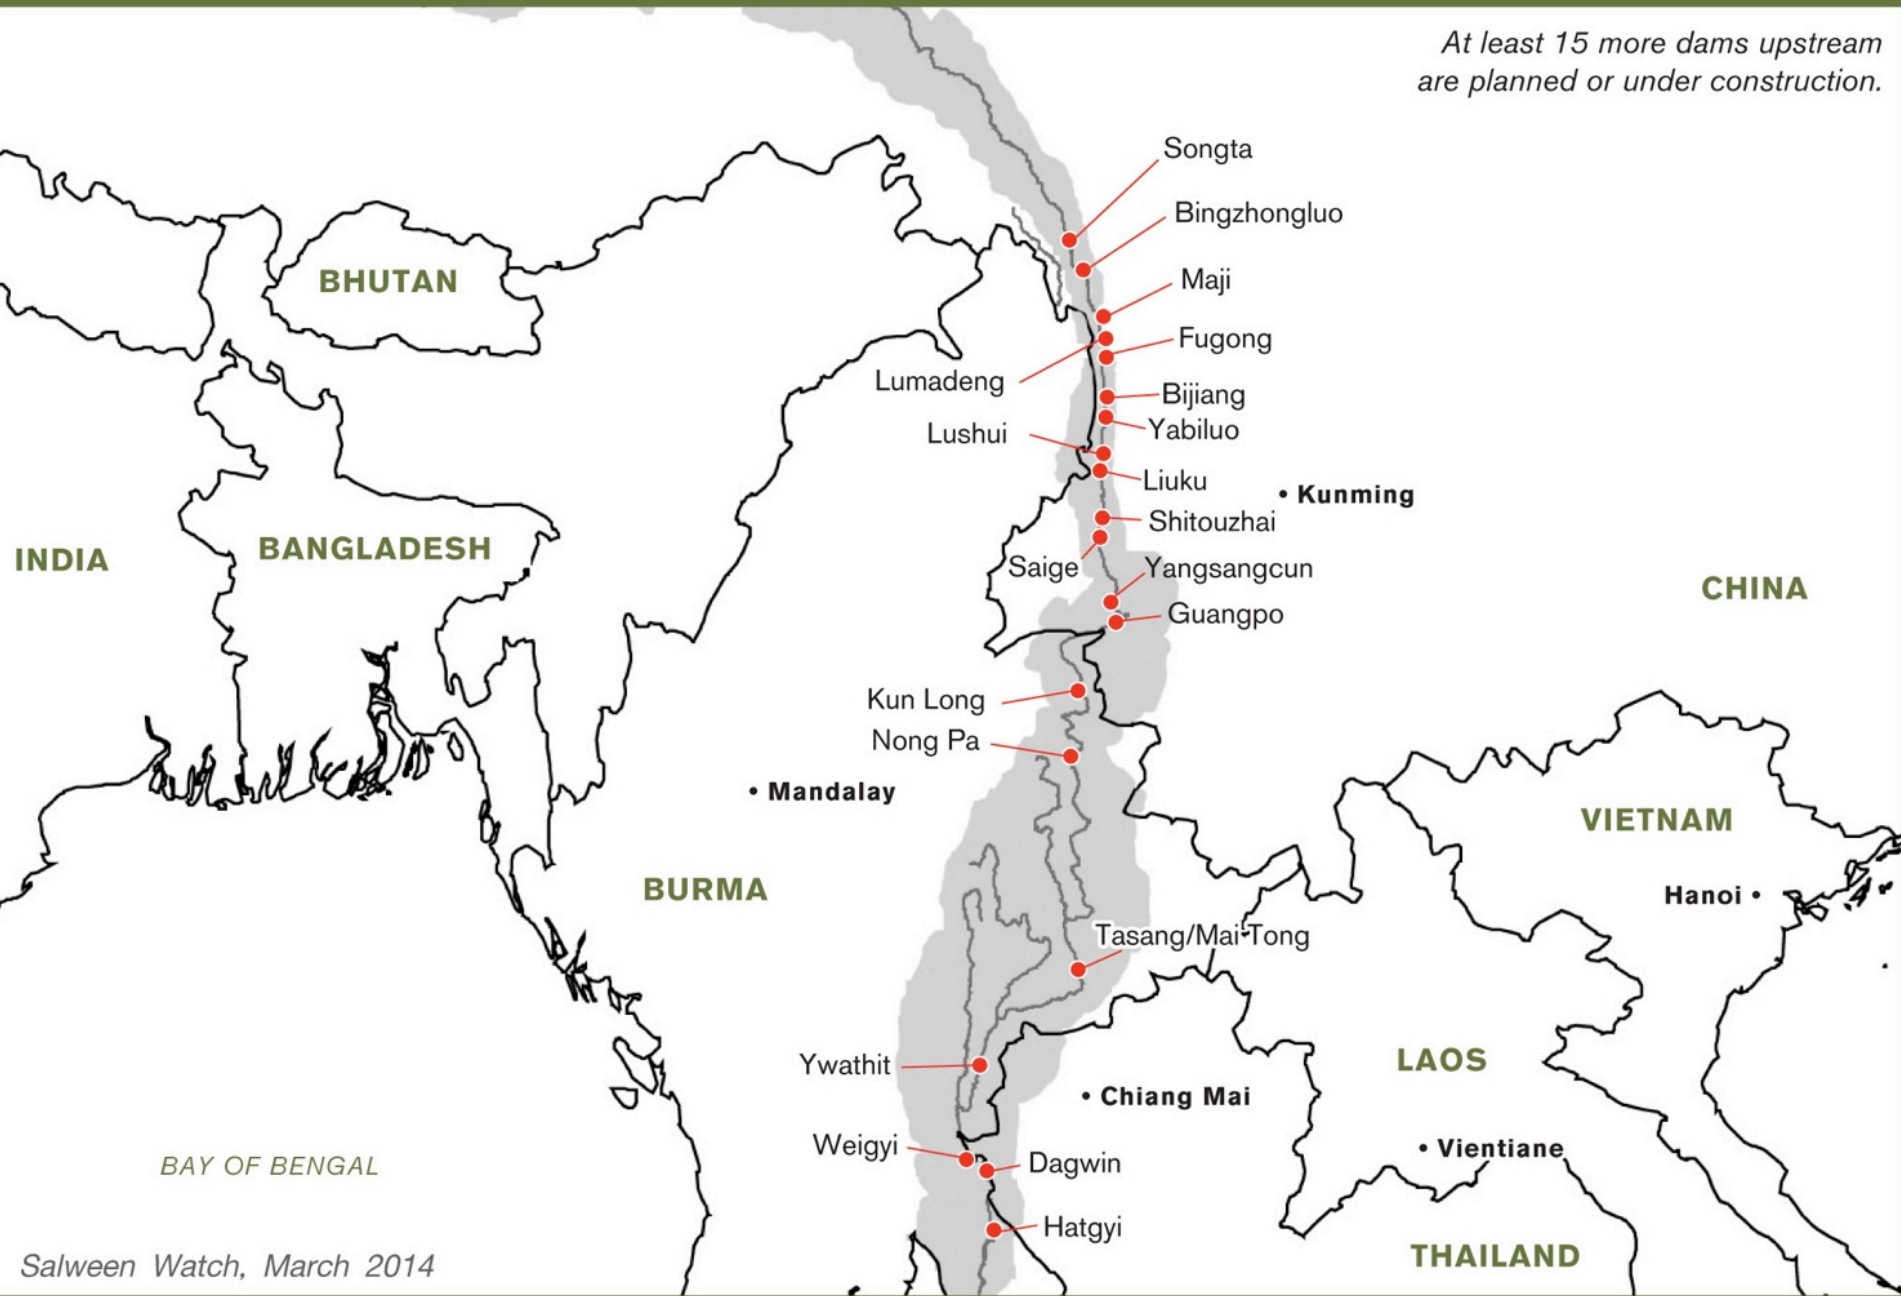 At least 15 more dams upstream
are planned or under construction.
Songta
Bingzhongluo
Maji
Fugong
Lumadeng
Bijiang
Yabiluo
Lushui
Liuku
Shitouzhai
Saige
Yangsangcun
Guangpo
• Kunming
BHUTAN
INDIA
BANGLADESH
CHINA
Kun Long
Nong Pa
• Mandalay
VIETNAM
BURMA
Hanoi •
Tasang/Mai Tong
Ywathit
LAOS
• Chiang Mai
Weigyi
Dagwin
• Vientiane
BAY OF BENGAL
Hatgyi
THAILAND
Salween Watch, March 2014